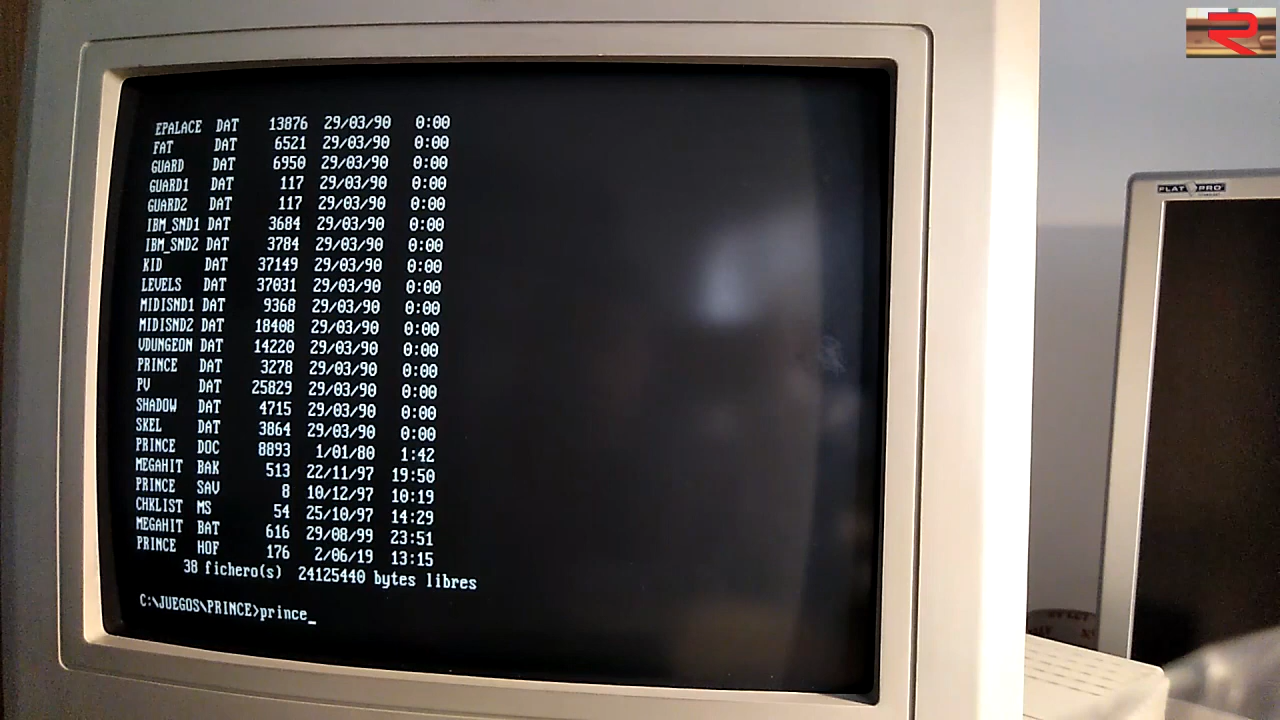 EPALACE DAT 13876 29/03/90 0:00
FAT DAT 6521 29/03/90 0:00
GUARD DAT 6950 29/03/90 0:00
GUARD1 DAT 117 29/03/90 0:00
GUARD2 DAT 117 29/03/90 0:00
IBM_SND1 DAT 3684 29/03/90 0:00
IBM_SND2 DAT 3784 29/03/90 0:00
KID DAT 37149 29/03/90 0:00
LEVELS DAT 37031 29/03/90 0:00
MIDISND1 DAT 9368 29/03/90 0:00
MIDISND2 DAT 18408 29/03/90 0:00
VDUNGEON DAT 14220 29/03/90 0:00
PRINCE DAT 3278 29/03/90 0:00
PV DAT 25829 29/03/90 0:00
SHADOW DAT 4715 29/03/90 0:00
SKEL DAT 3864 29/03/90 0:00
PRINCE DOC 8893 1/01/80 1:42
MEGAHIT BAK 513 22/11/97 19:50
PRINCE SAV 8 10/12/97 10:19
CHKLIST MS 54 25/10/97 14:29
MEGAHIT BAT 616 29/08/99 23:51
PRINCE HOF 176 2/06/19 13:15
38 fichero(s) 24125440 bytes libres
C:\JUEGOS\PRINCE>prince_
FLAT PRO
R